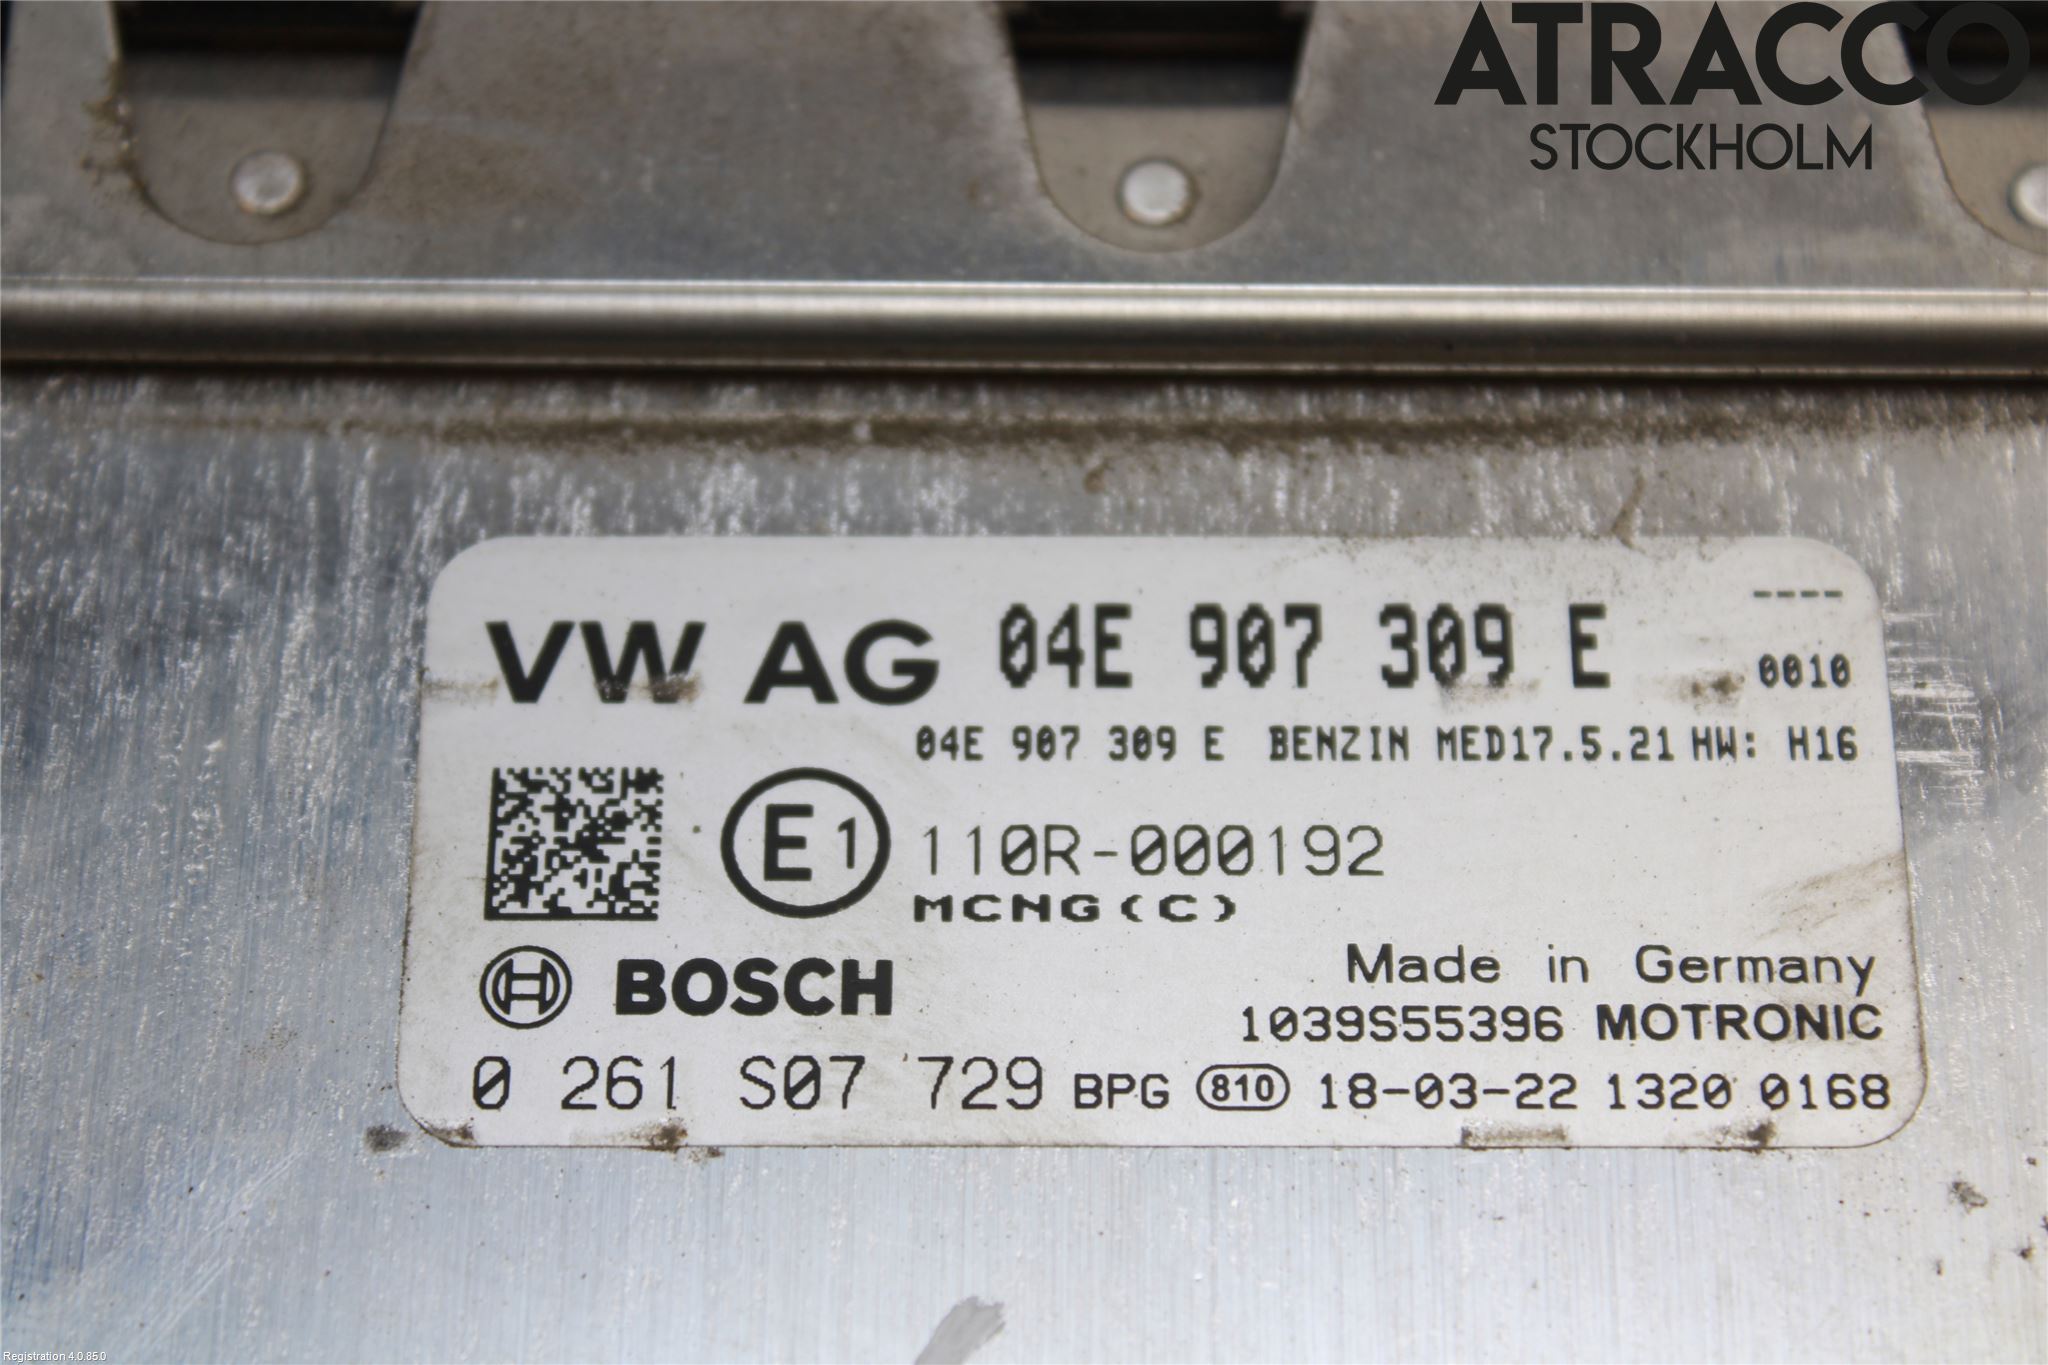 ATRACCO
STOCKHOLM
VW AG 04E 907 309 E ----
0010
04E 907 309 E BENZIN MED17.5.21 HW: H16
E1 110R-000192
MCNG(C)
BOSCH
Made in Germany
1039S55396 MOTRONIC
0 261 S07 729 BPG 810 18-03-22 1320 0168
Registration 4.0.85.0